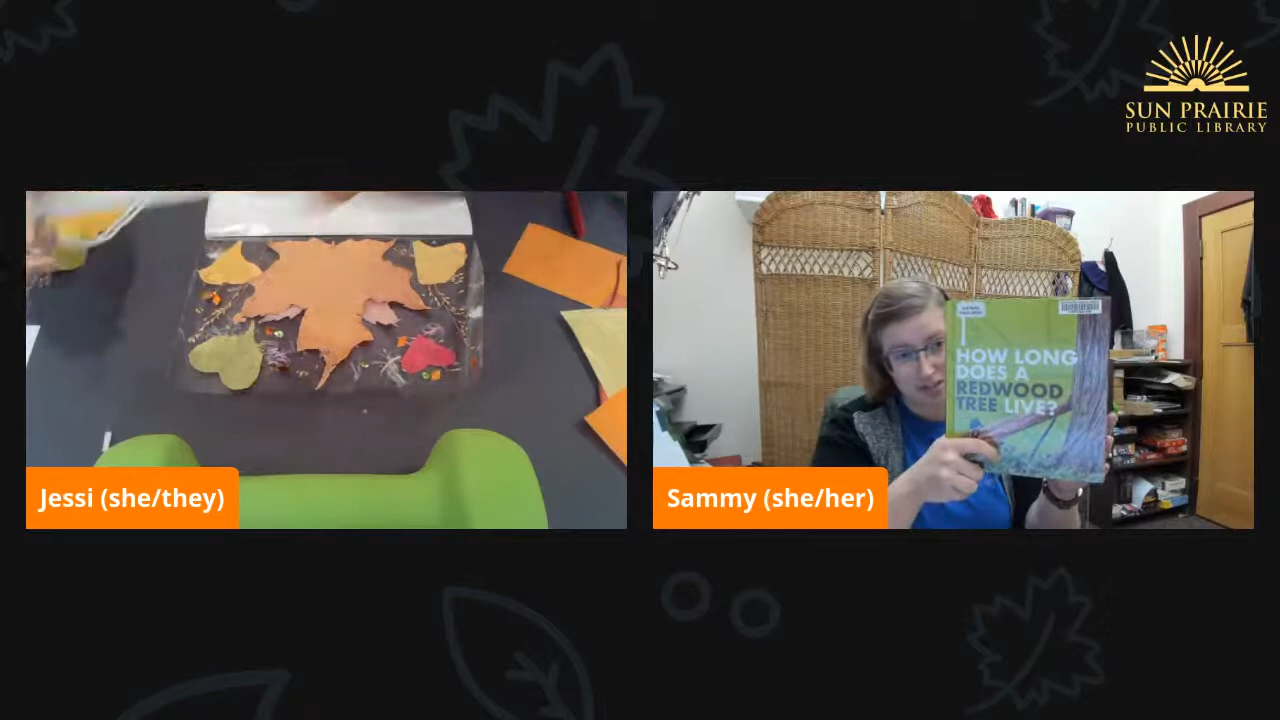 SUN PRAIRIE
PUBLIC LIBRARY
HOW LONG
DOES A
REDWOOD
TREE LIVE?
Jessi (she/they)
Sammy (she/her)